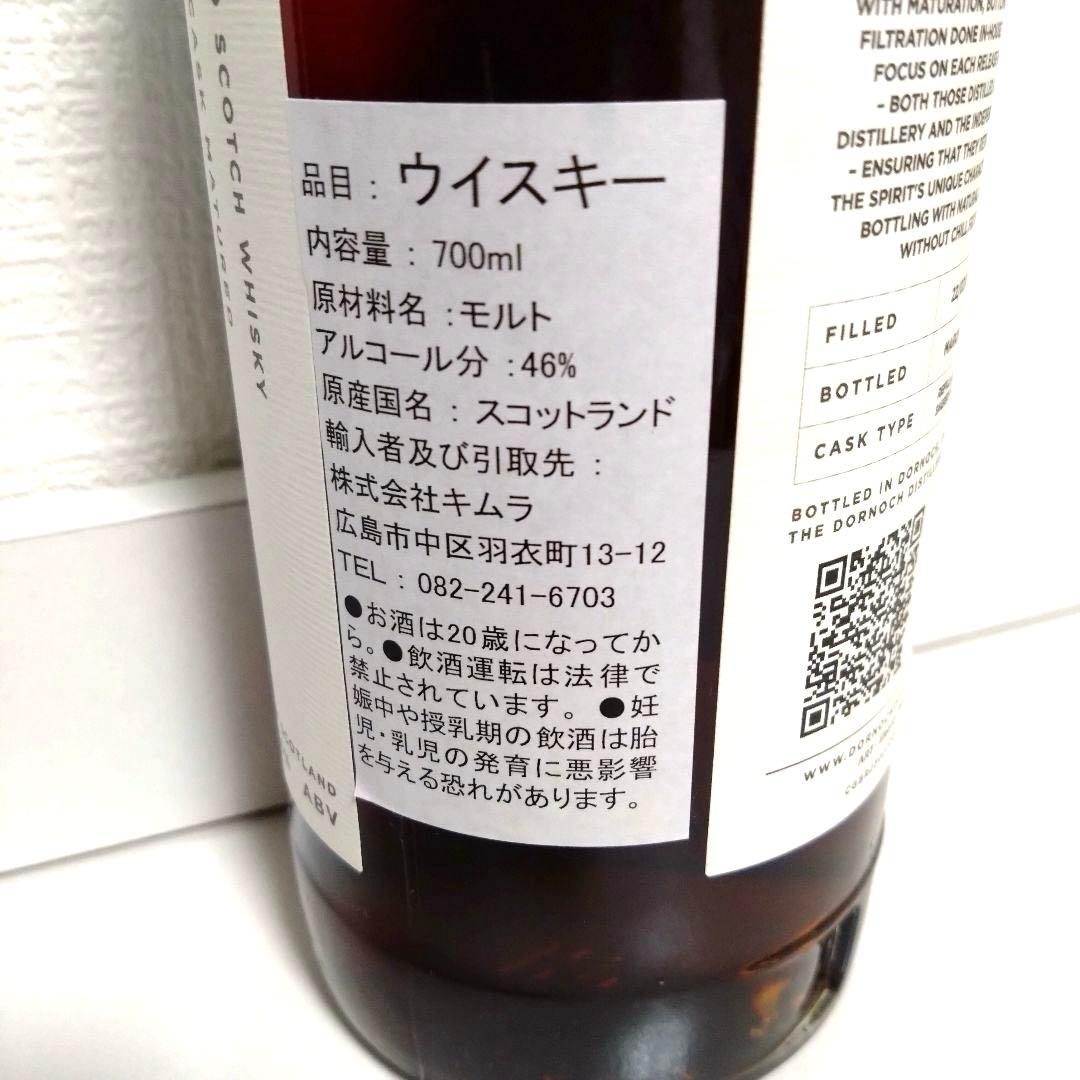 SCOTCH WHISKY
CASK MATURED
SCOTLAND
ABV
品目 : ウイスキー
内容量 : 700ml
原材料名 :モルト
アルコール分 :46%
原産国名 : スコットランド
輸入者及び引取先 :
株式会社キムラ
広島市中区羽衣町13-12
TEL : 082-241-6703
●お酒は20歳になってか
ら。●飲酒運転は法律で
禁止されています。 ●妊
娠中や授乳期の飲酒は胎
児・乳児の発育に悪影響
を与える恐れがあります。
WITH MATURATION,
FILTRATION DONE IN-HOUSE
FOCUS ON EACH RELEASE
- BOTH THOSE DISTILLED
DISTILLERY AND THE
- ENSURING THAT THEY
THE SPIRIT'S UNIQUE
BOTTLING WITH NATURAL
WITHOUT CHILL
FILLED
BOTTLED
CASK TYPE
BOTTLED IN DORNOCH
THE DORNOCH